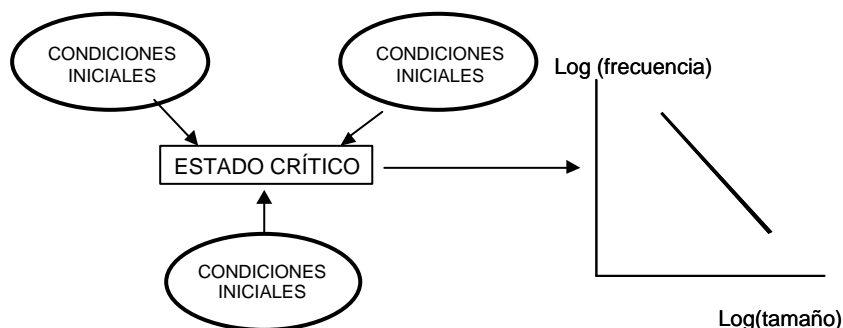 CONDICIONES
INICIALES
CONDICIONES
INICIALES
Log (frecuencia)
ESTADO CRÍTICO
CONDICIONES
INICIALES
Log(tamaño)